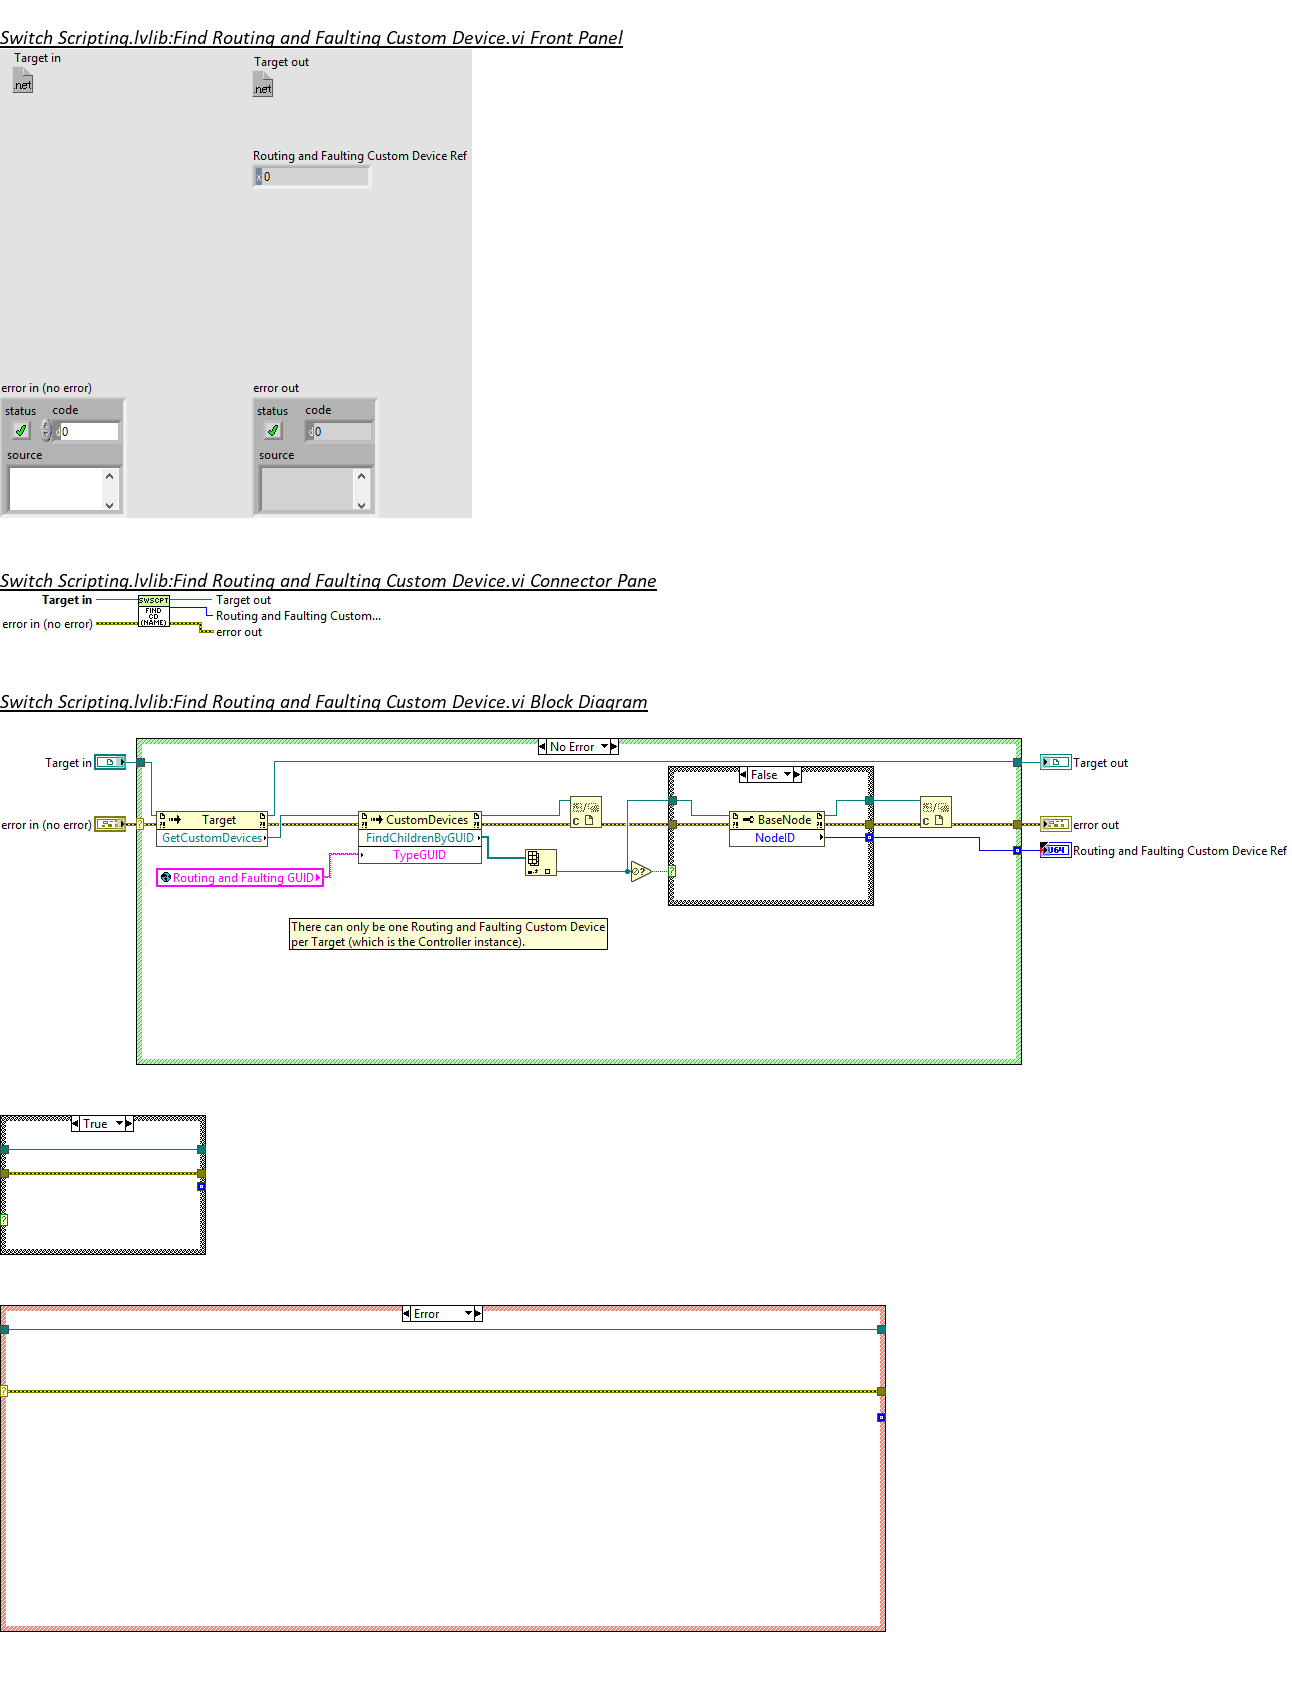 Switch Scripting.lvlib:Find Routing and Faulting Custom Device.vi Front Panel
Target in
.net
Target out
.net
Routing and Faulting Custom Device Ref
x 0
error in (no error)
status code
d 0
source
error out
status code
d 0
source
Switch Scripting.lvlib:Find Routing and Faulting Custom Device.vi Connector Pane
Target in
error in (no error)
SWSCPT
FIND
CD
(NAME)
Target out
Routing and Faulting Custom...
error out
Switch Scripting.lvlib:Find Routing and Faulting Custom Device.vi Block Diagram
No Error
Target in
Target out
False
error in (no error)
Target
GetCustomDevices
CustomDevices
FindChildrenByGUID
TypeGUID
Routing and Faulting GUID
C
?
BaseNode
NodeID
?
C
error out
U64
Routing and Faulting Custom Device Ref
There can only be one Routing and Faulting Custom Device
per Target (which is the Controller instance).
True
?
Error
?